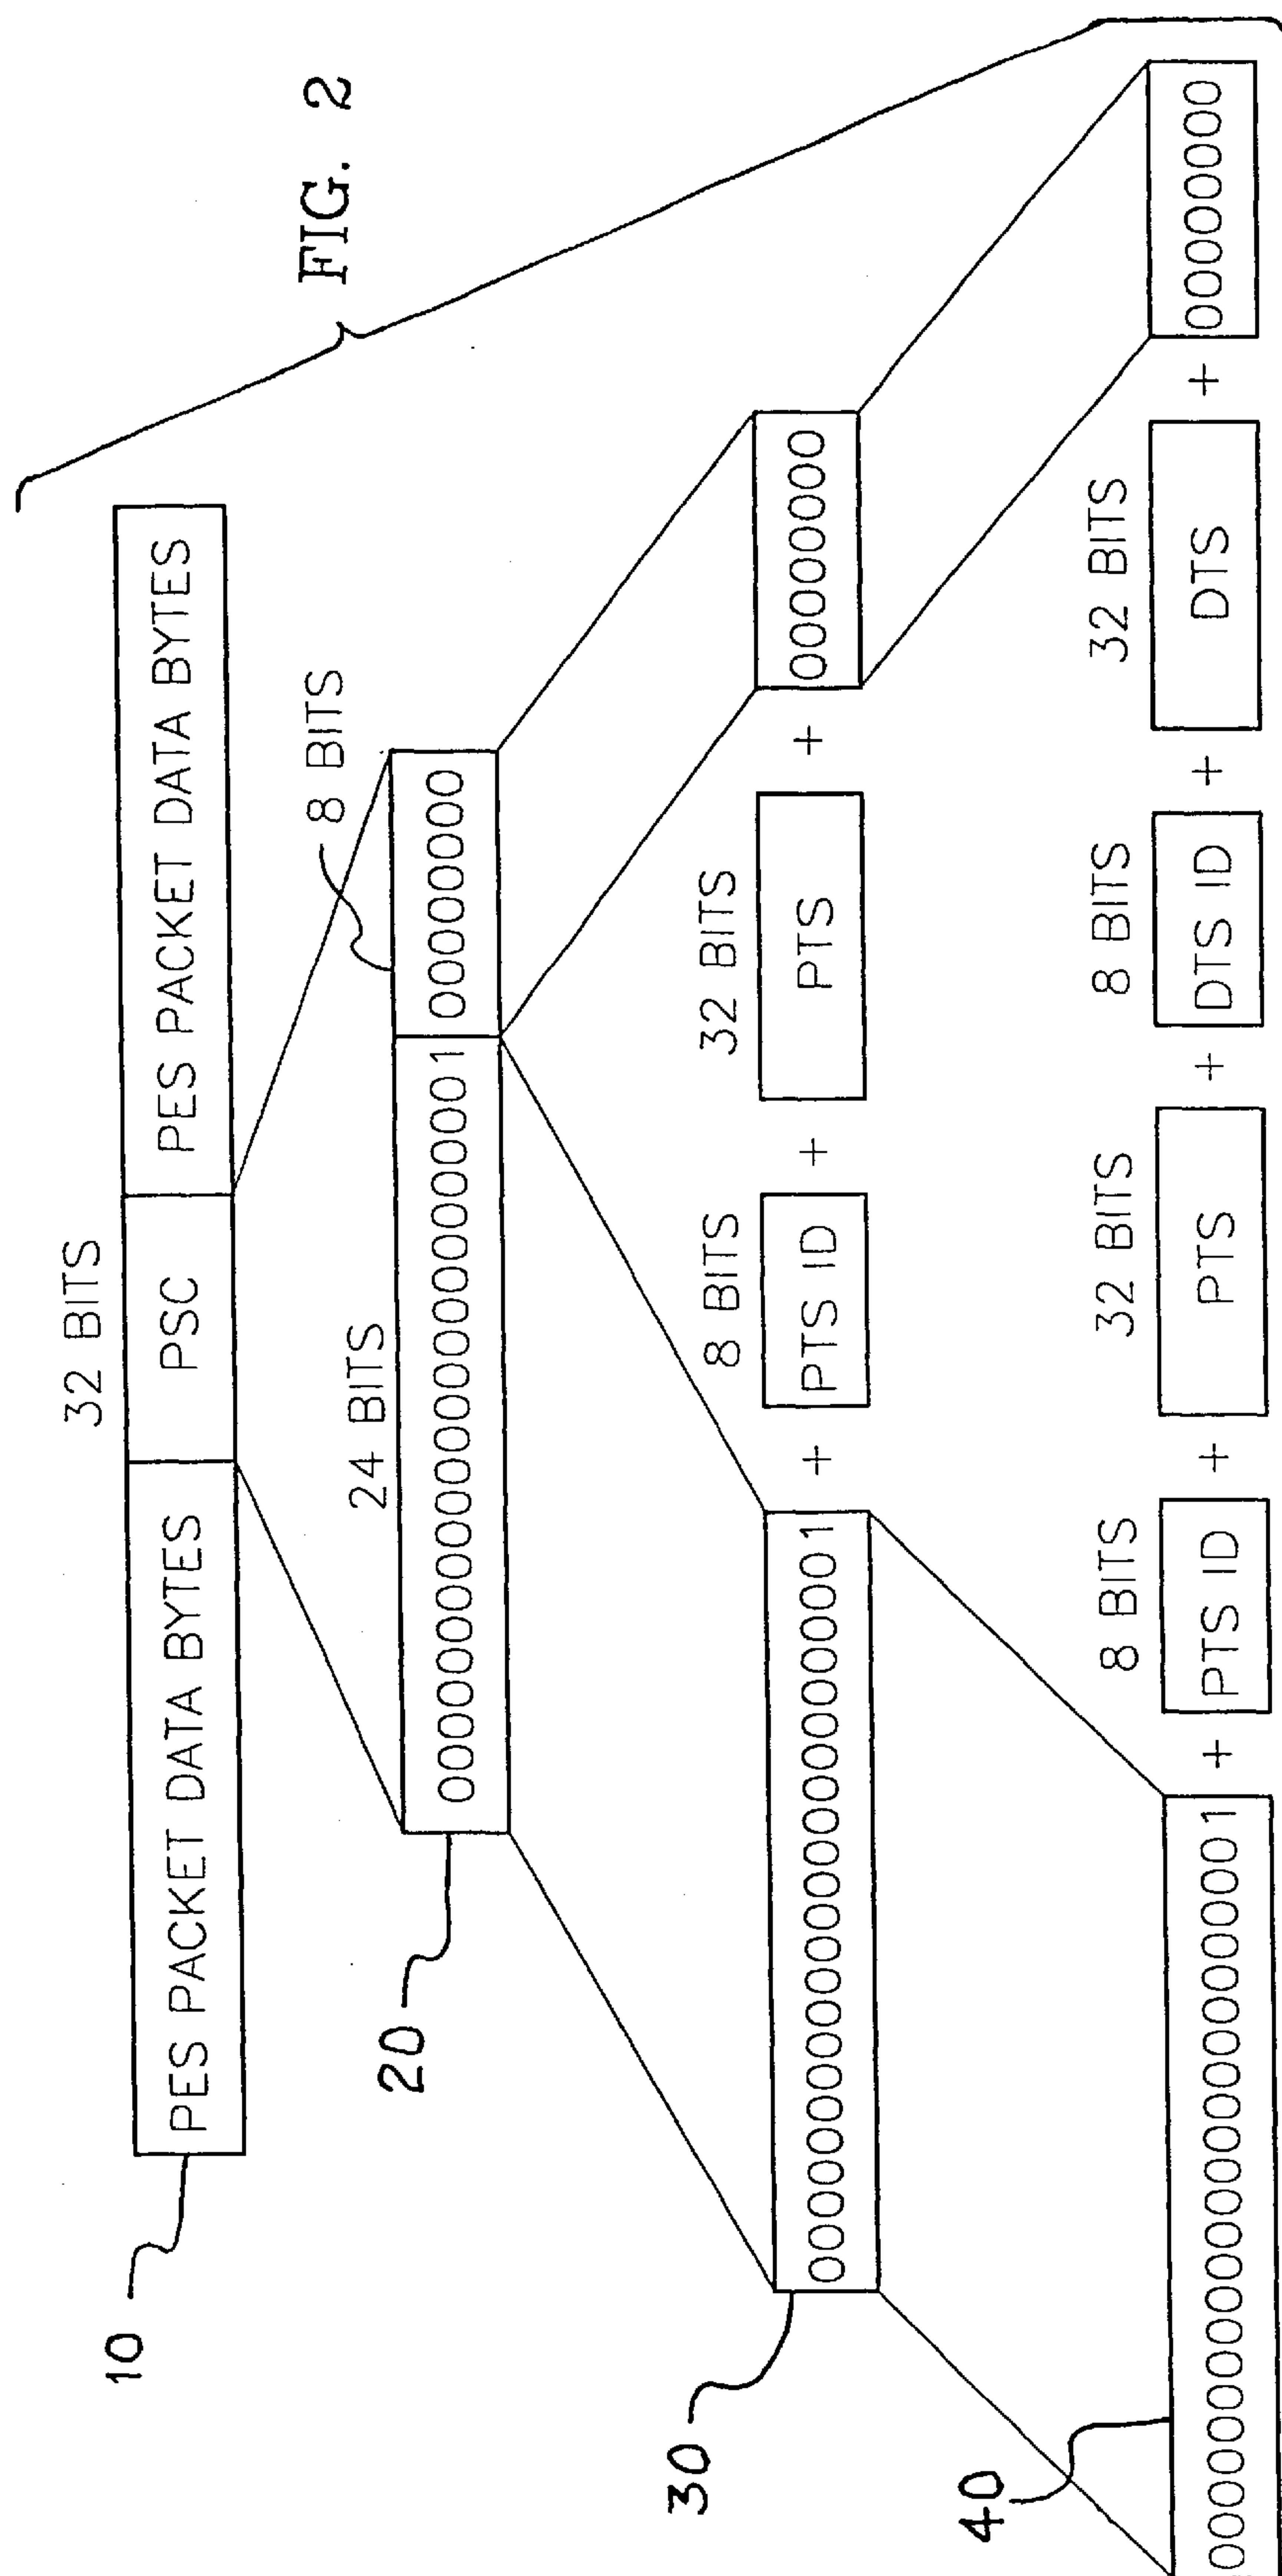 FIG. 2
32 BITS
10
PES PACKET DATA BYTES PSC PES PACKET DATA BYTES
24 BITS 8 BITS
20
000000000000000000000001 00000000
8 BITS 32 BITS
30
000000000000000000000001 + PTS ID + PTS + 00000000
8 BITS 32 BITS 8 BITS 32 BITS
40
000000000000000000000001 + PTS ID + PTS + DTS ID + DTS + 00000000